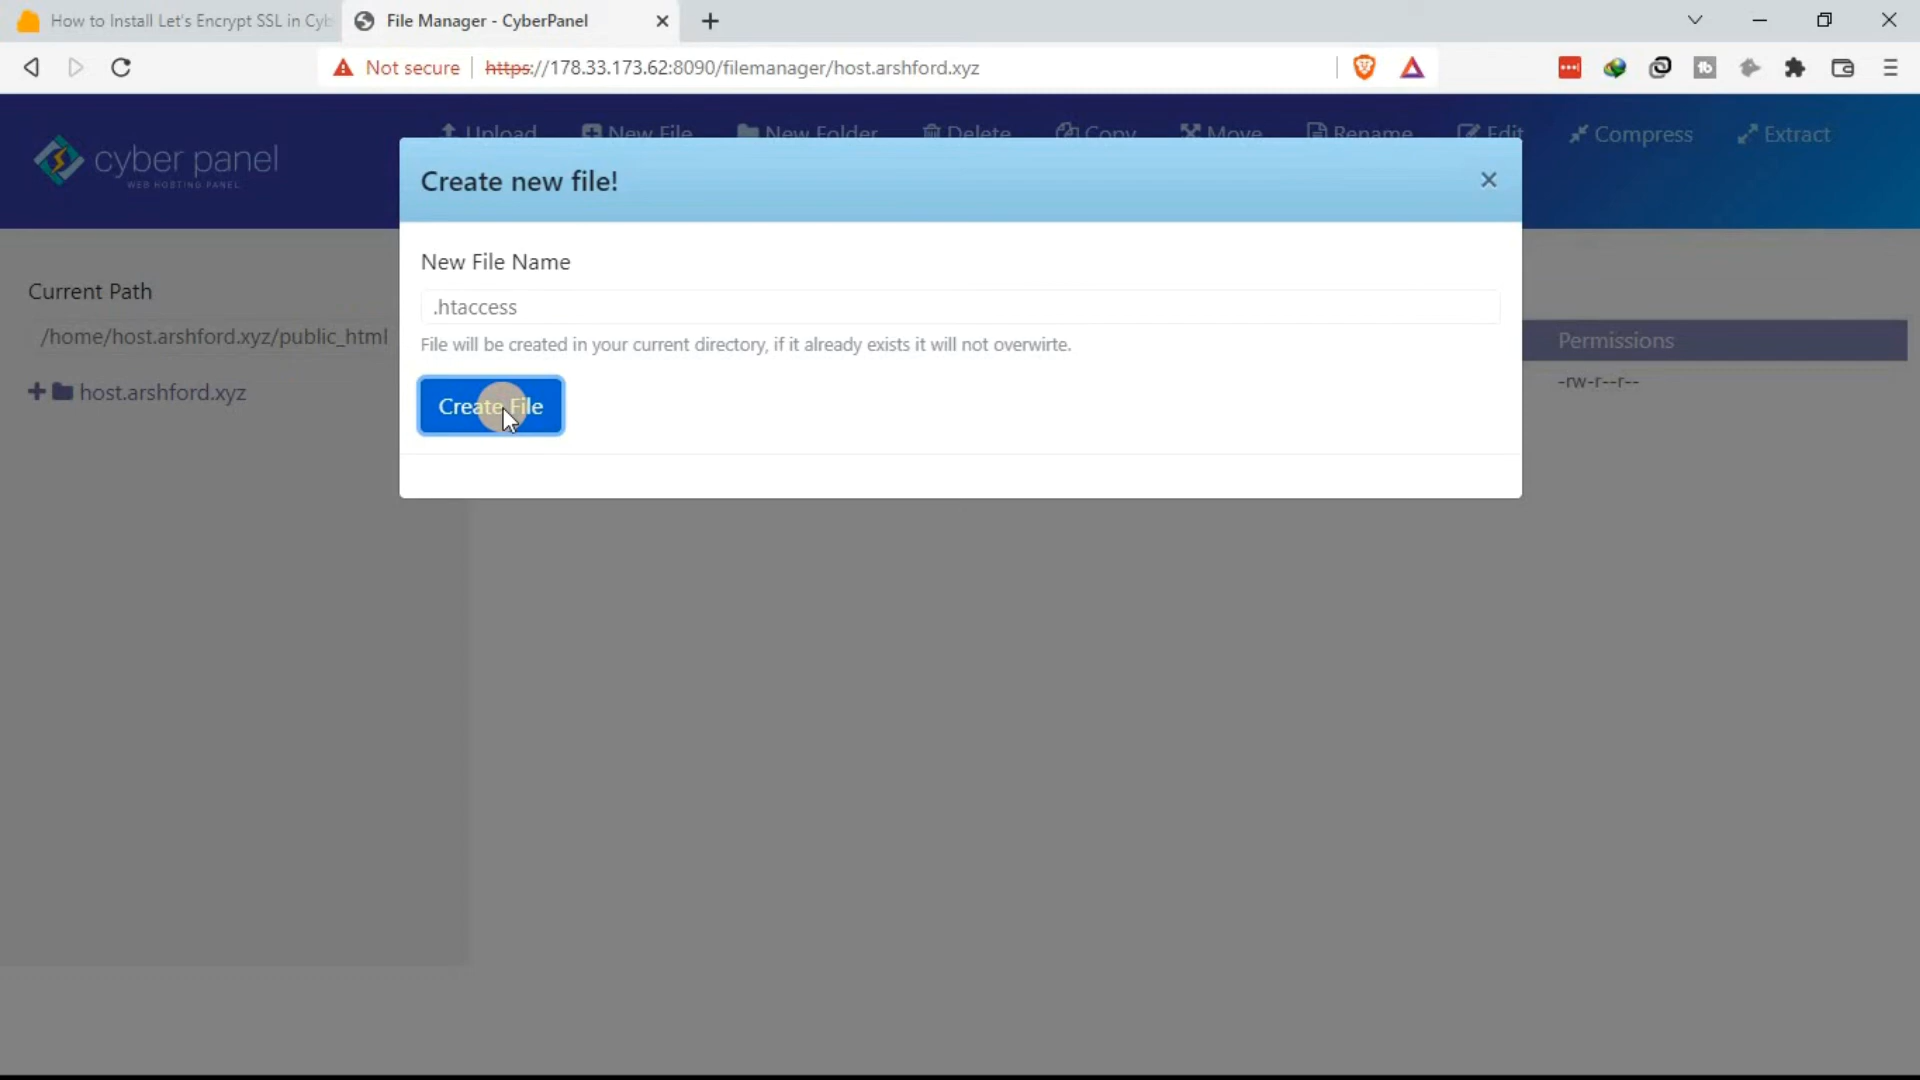 How to Install Let's Encrypt SSL in Cyb
File Manager - CyberPanel
Not secure
https://178.33.173.62:8090/filemanager/host.arshford.xyz
Upload
New File
New Folder
Delete
Copy
Move
Rename
Edit
Compress
Extract
cyber panel
WEB HOSTING PANEL
Create new file!
New File Name
.htaccess
File will be created in your current directory, if it already exists it will not overwirte.
Create File
Current Path
/home/host.arshford.xyz/public_html
host.arshford.xyz
Permissions
-rw-r--r--